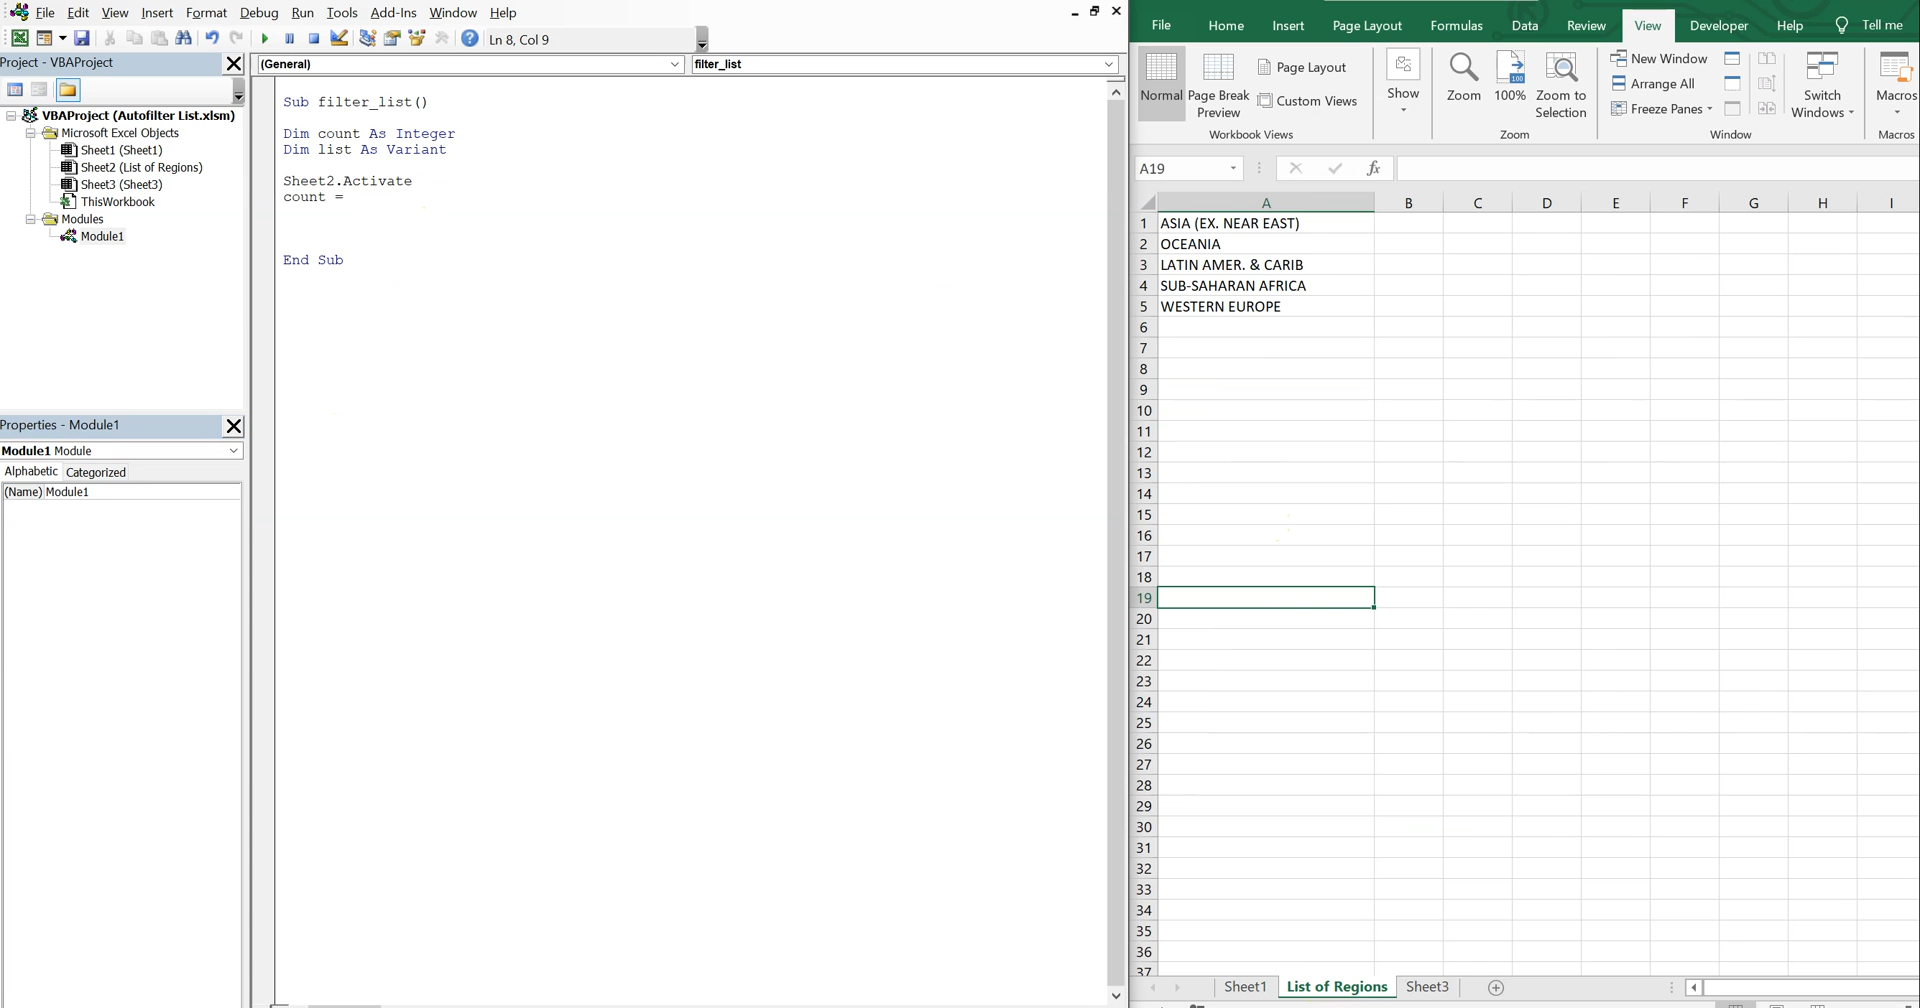 File Edit View Insert Format Debug Run Tools Add-Ins Window Help
Ln 8, Col 9
Project - VBAProject
VBAProject (Autofilter List.xlsm)
Microsoft Excel Objects
Sheet1 (Sheet1)
Sheet2 (List of Regions)
Sheet3 (Sheet3)
ThisWorkbook
Modules
Module1
Properties - Module1
Module1 Module
Alphabetic Categorized
(Name) Module1
(General) filter_list
Sub filter_list()
Dim count As Integer
Dim list As Variant
Sheet2.Activate
count =
End Sub
File Home Insert Page Layout Formulas Data Review View Developer Help Tell me
Normal
Page Break Preview
Page Layout
Custom Views
Workbook Views
Show
Zoom
100
100%
Zoom to Selection
Zoom
New Window
Arrange All
Freeze Panes
Switch Windows
Window
Macros
Macros
A19 fx
A B C D E F G H I
1 ASIA (EX. NEAR EAST)
2 OCEANIA
3 LATIN AMER. & CARIB
4 SUB-SAHARAN AFRICA
5 WESTERN EUROPE
6
7
8
9
10
11
12
13
14
15
16
17
18
19
20
21
22
23
24
25
26
27
28
29
30
31
32
33
34
35
36
37
Sheet1 List of Regions Sheet3